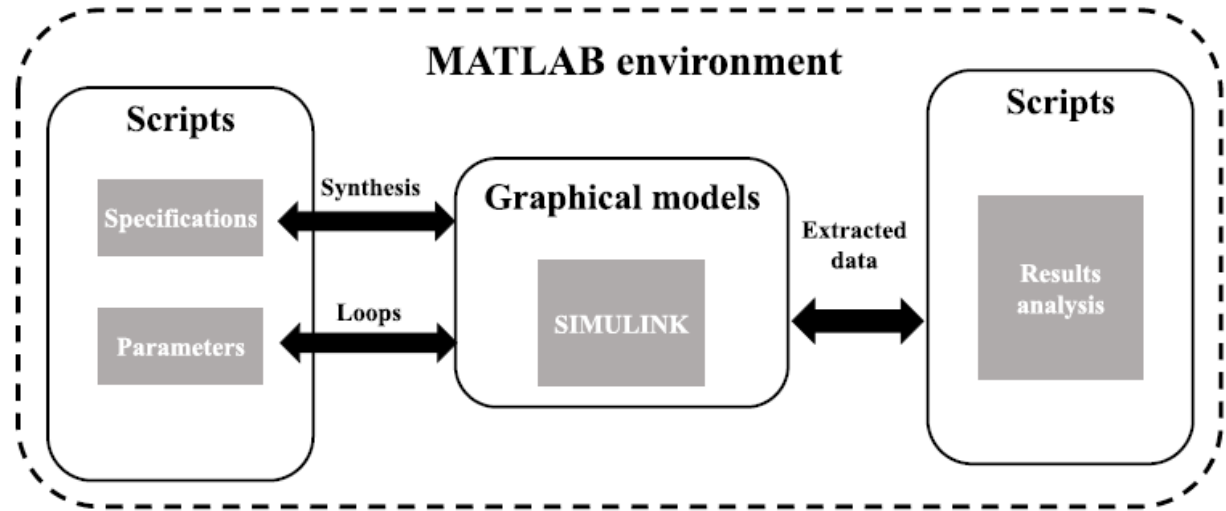 MATLAB environment
Scripts
Specifications
Parameters
Synthesis
Loops
Graphical models
SIMULINK
Extracted
data
Scripts
Results
analysis